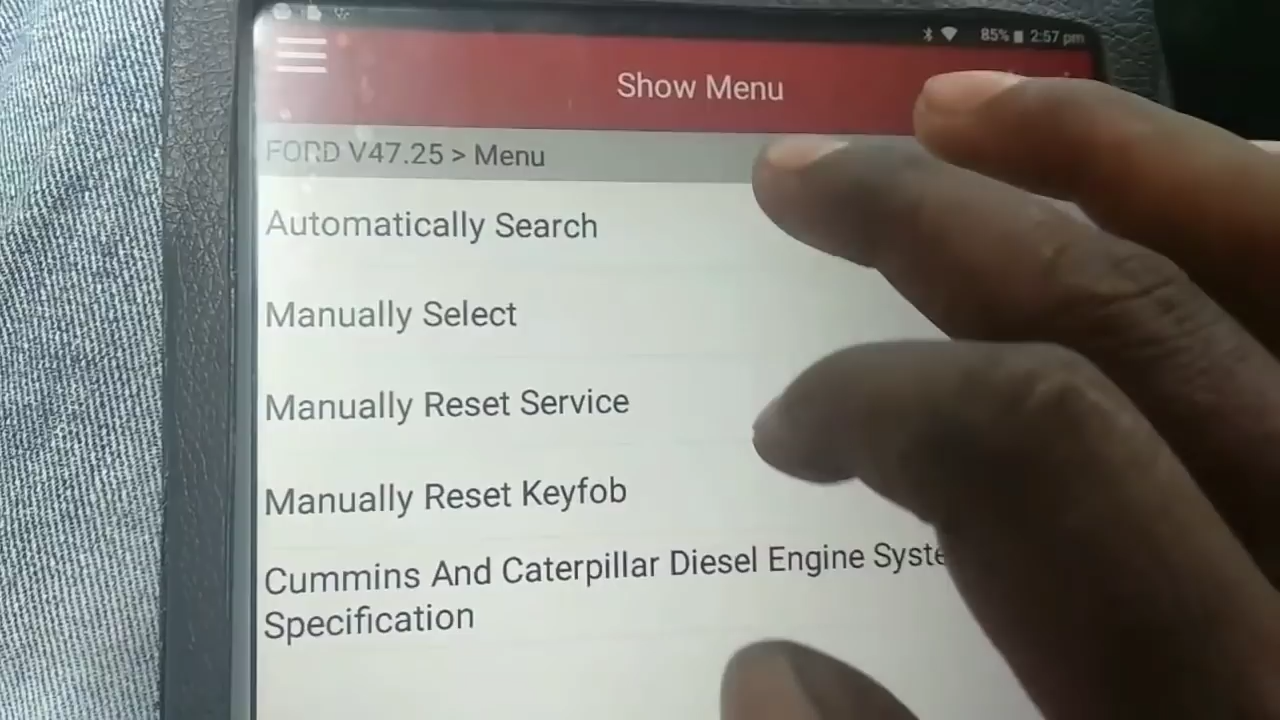 85% 2:57 pm
Show Menu
FORD V47.25 > Menu
Automatically Search
Manually Select
Manually Reset Service
Manually Reset Keyfob
Cummins And Caterpillar Diesel Engine Syste
Specification